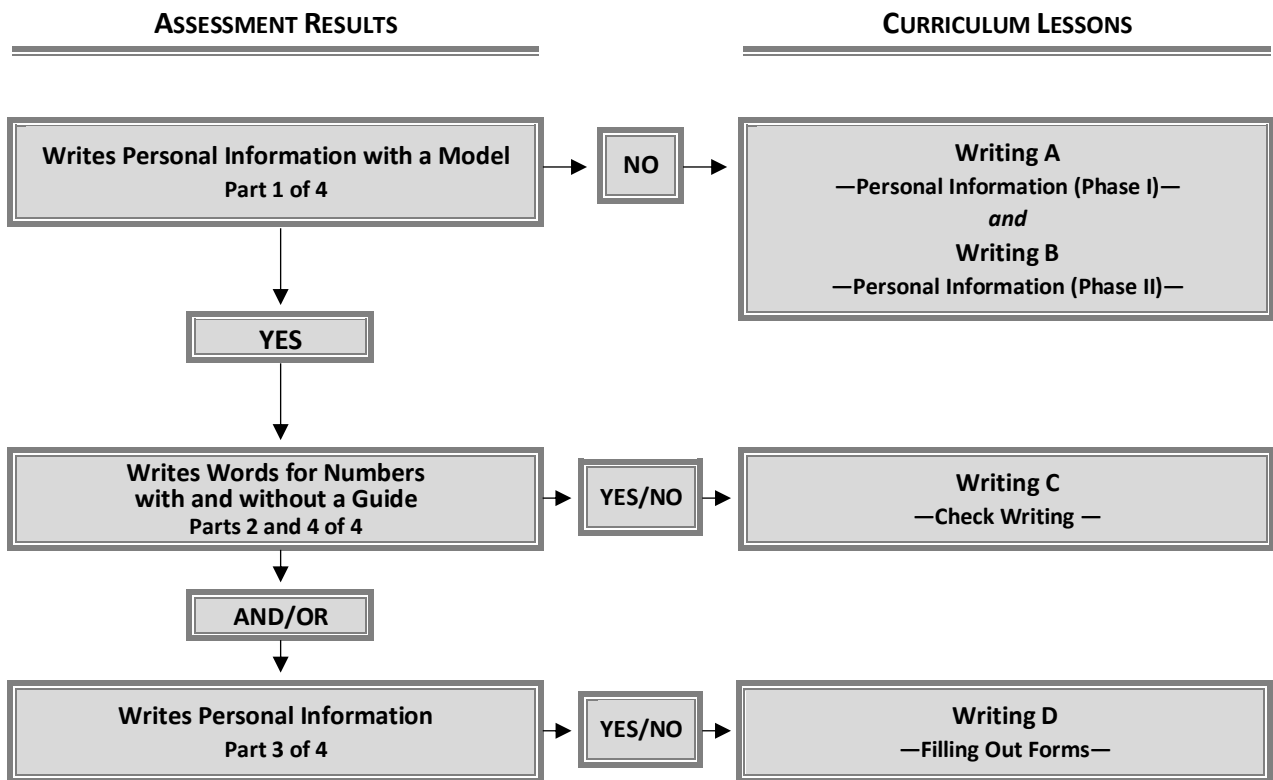 ASSESSMENT RESULTS
CURRICULUM LESSONS
Writes Personal Information with a Model
Part 1 of 4
NO
Writing A
—Personal Information (Phase I)—
and
Writing B
—Personal Information (Phase II)—
YES
Writes Words for Numbers
with and without a Guide
Parts 2 and 4 of 4
YES/NO
Writing C
—Check Writing —
AND/OR
Writes Personal Information
Part 3 of 4
YES/NO
Writing D
—Filling Out Forms—